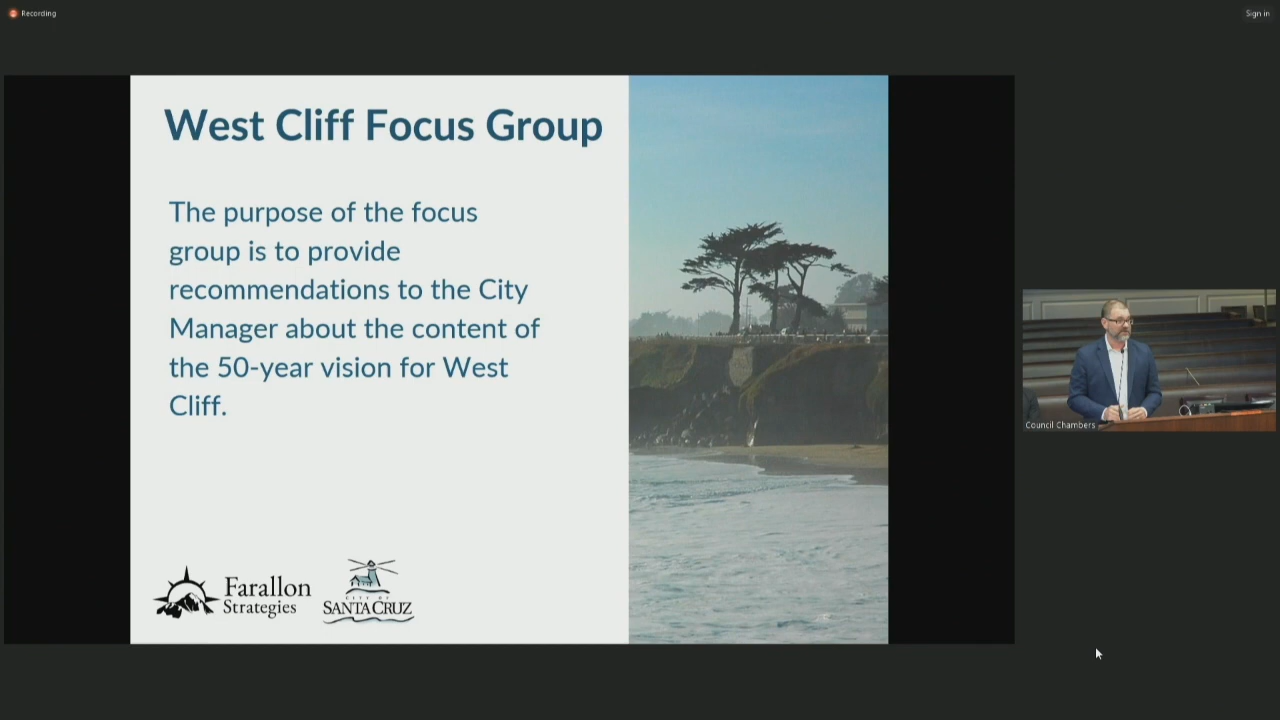 Recording
Sign in
West Cliff Focus Group
The purpose of the focus
group is to provide
recommendations to the City
Manager about the content of
the 50-year vision for West
Cliff.
Farallon
Strategies
CITY OF
SANTA CRUZ
Council Chambers